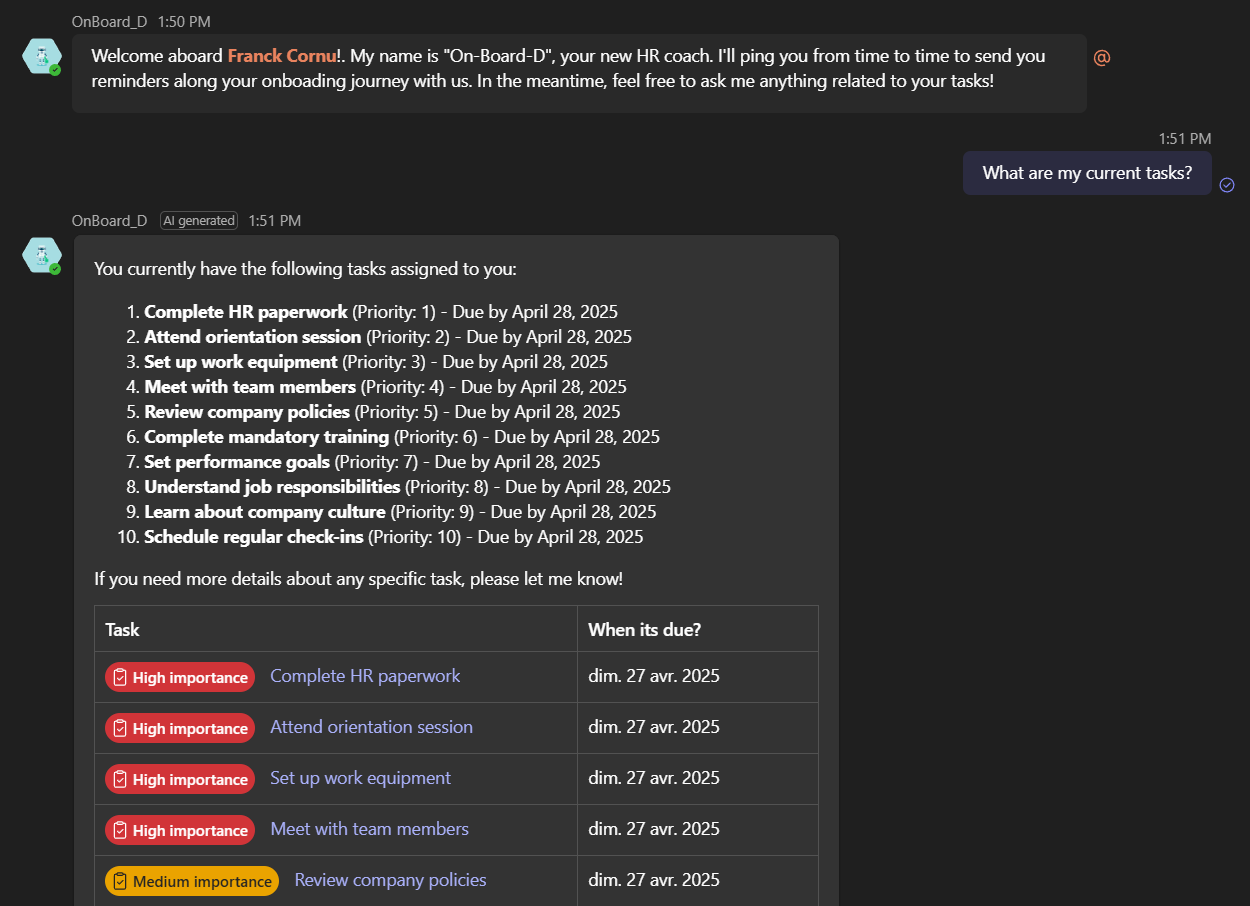 OnBoard_D 1:50 PM
Welcome aboard Franck Cornu!. My name is "On-Board-D", your new HR coach. I'll ping you from time to time to send you
reminders along your onboading journey with us. In the meantime, feel free to ask me anything related to your tasks!
@
1:51 PM
What are my current tasks?
OnBoard_D AI generated 1:51 PM
You currently have the following tasks assigned to you:
1. Complete HR paperwork (Priority: 1) - Due by April 28, 2025
2. Attend orientation session (Priority: 2) - Due by April 28, 2025
3. Set up work equipment (Priority: 3) - Due by April 28, 2025
4. Meet with team members (Priority: 4) - Due by April 28, 2025
5. Review company policies (Priority: 5) - Due by April 28, 2025
6. Complete mandatory training (Priority: 6) - Due by April 28, 2025
7. Set performance goals (Priority: 7) - Due by April 28, 2025
8. Understand job responsibilities (Priority: 8) - Due by April 28, 2025
9. Learn about company culture (Priority: 9) - Due by April 28, 2025
10. Schedule regular check-ins (Priority: 10) - Due by April 28, 2025
If you need more details about any specific task, please let me know!
Task When its due?
High importance Complete HR paperwork dim. 27 avr. 2025
High importance Attend orientation session dim. 27 avr. 2025
High importance Set up work equipment dim. 27 avr. 2025
High importance Meet with team members dim. 27 avr. 2025
Medium importance Review company policies dim. 27 avr. 2025